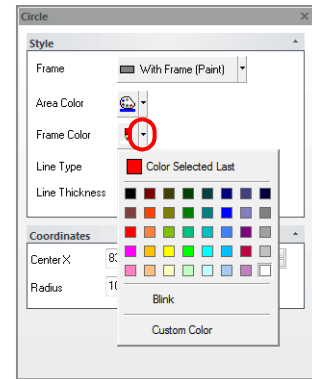 Circle
Style
Frame With Frame (Paint)
Area Color
Frame Color
Line Type Color Selected Last
Line Thickness
Coordinates
Center X
Radius
Blink
Custom Color